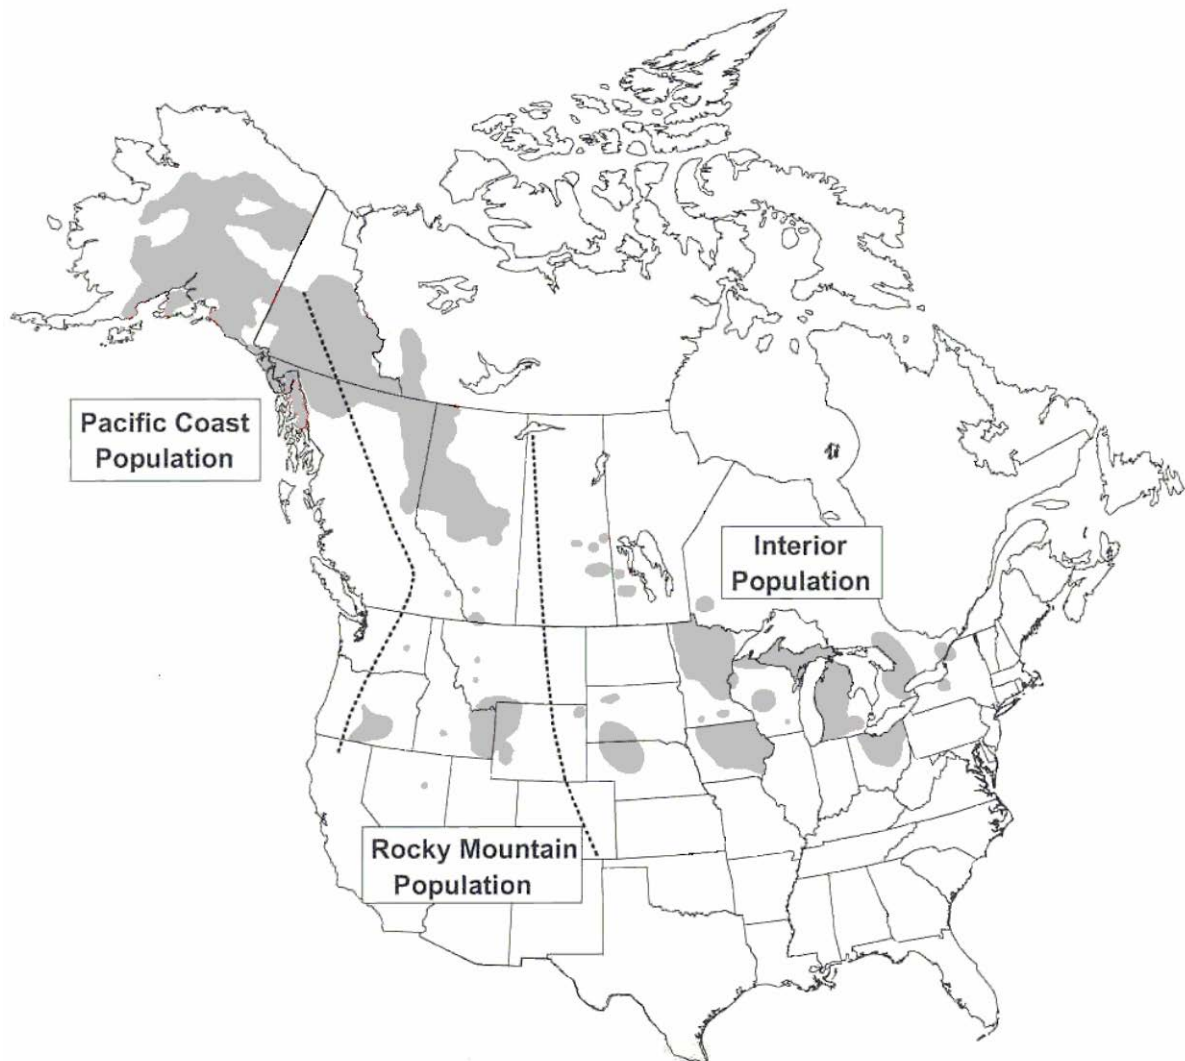 Pacific Coast
Population
Interior
Population
Rocky Mountain
Population